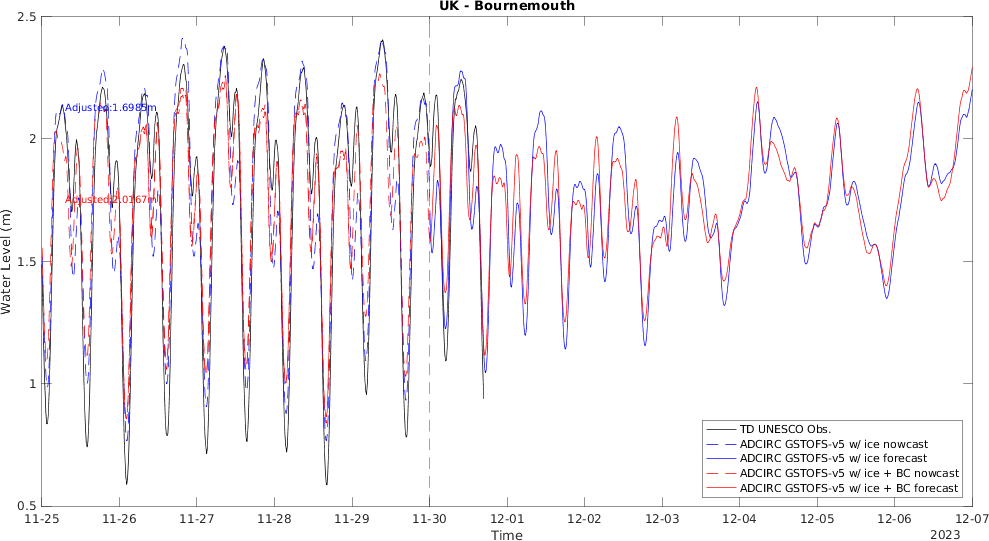 UK - Bournemouth
Water Level (m)
2.5
2
1.5
1
0.5
Adjusted:1.6985m
Adjusted:2.0167m
TD UNESCO Obs.
ADCIRC GSTOFS-v5 w/ ice nowcast
ADCIRC GSTOFS-v5 w/ ice forecast
ADCIRC GSTOFS-v5 w/ ice + BC nowcast
ADCIRC GSTOFS-v5 w/ ice + BC forecast
11-25 11-26 11-27 11-28 11-29 11-30 12-01 12-02 12-03 12-04 12-05 12-06 12-07
Time
2023